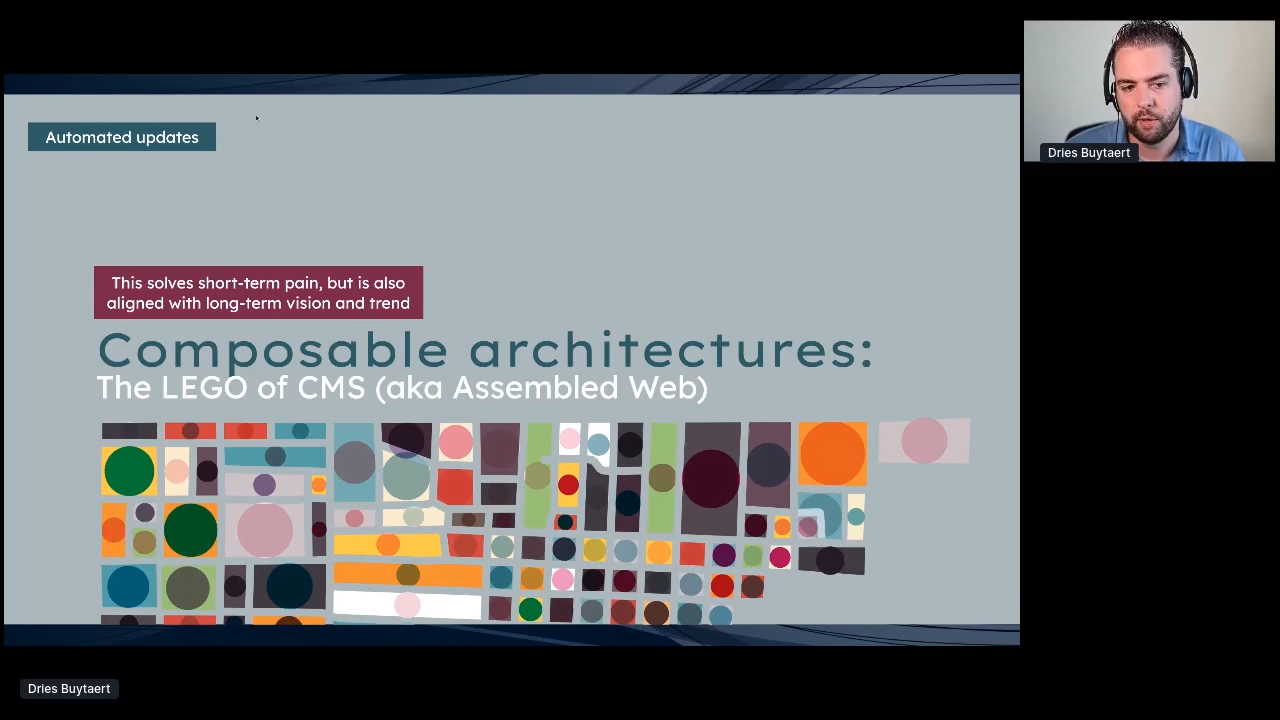 Automated updates
This solves short-term pain, but is also
aligned with long-term vision and trend
Composable architectures:
The LEGO of CMS (aka Assembled Web)
Dries Buytaert
Dries Buytaert